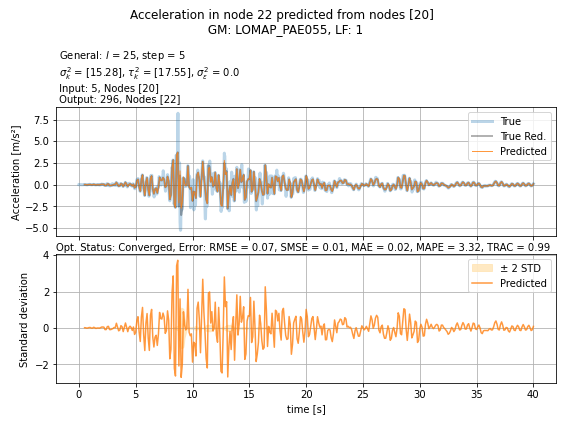 Acceleration in node 22 predicted from nodes [20]
GM: LOMAP_PAE055, LF: 1
General: l = 25, step = 5
σ_k² = [15.28], τ_k² = [17.55], σ_ε² = 0.0
Input: 5, Nodes [20]
Output: 296, Nodes [22]
Acceleration [m/s²]
7.5
5.0
2.5
0.0
−2.5
−5.0
True
True Red.
Predicted
Opt. Status: Converged, Error: RMSE = 0.07, SMSE = 0.01, MAE = 0.02, MAPE = 3.32, TRAC = 0.99
Standard deviation
4
2
0
−2
± 2 STD
Predicted
0 5 10 15 20 25 30 35 40
time [s]